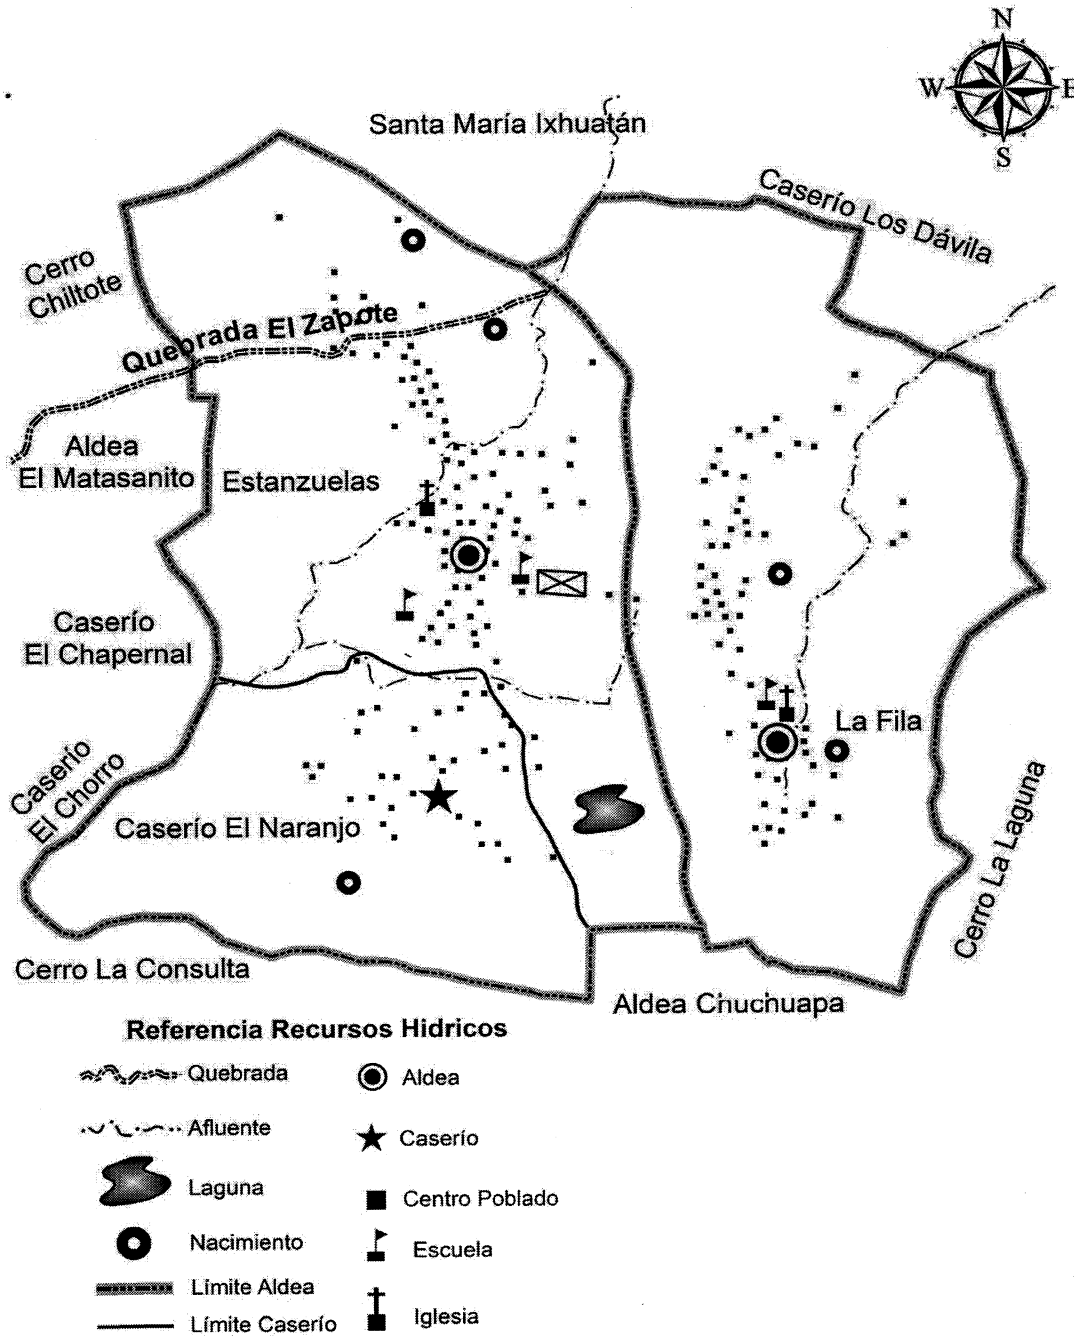 N
W
E
S
Santa María Ixhuatán
Caserío Los Dávila
Cerro
Chiltote
Quebrada El Zapote
Aldea
El Matasanito
Estanzuelas
Caserío
El Chapernal
La Fila
Caserío
El Chorro
Caserío El Naranjo
Cerro La Laguna
Cerro La Consulta
Aldea Chuchuapa
Referencia Recursos Hidricos
Quebrada
Aldea
Afluente
Caserío
Laguna
Centro Poblado
Nacimiento
Escuela
Límite Aldea
Límite Caserío
Iglesia